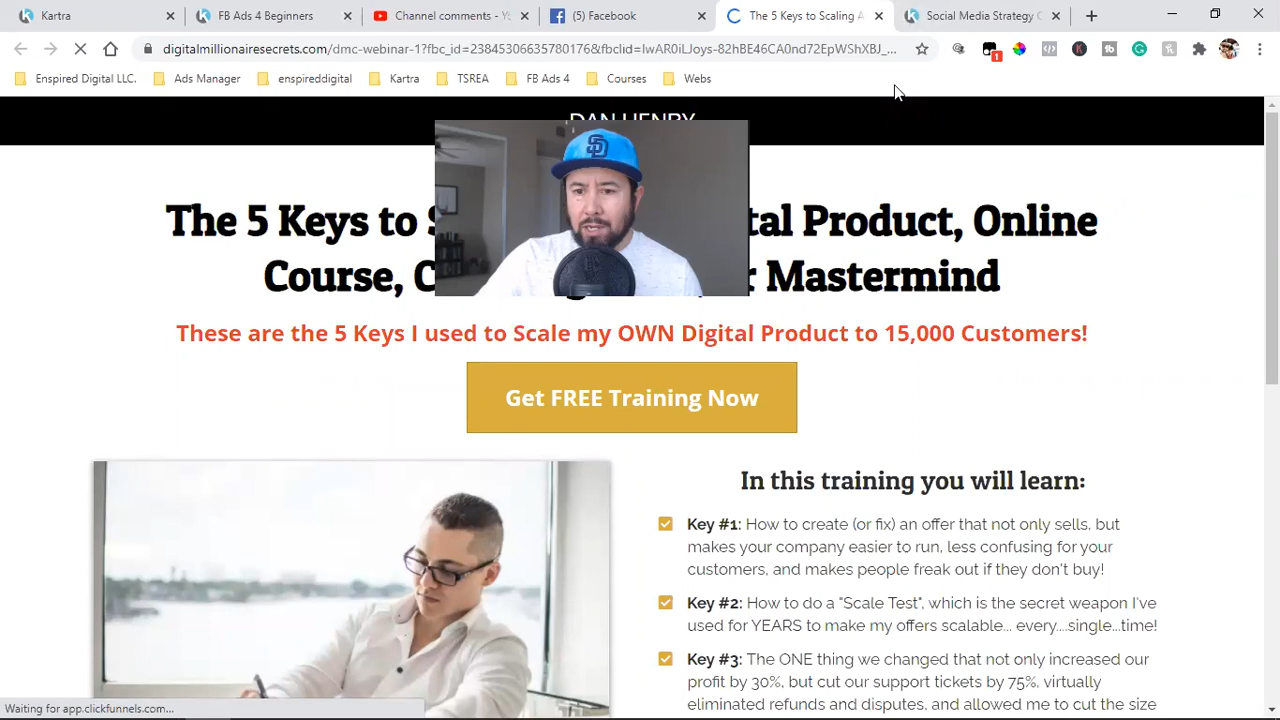 Kartra
FB Ads 4 Beginners
Channel comments - Yo
(5) Facebook
The 5 Keys to Scaling A
Social Media Strategy C
digitalmillionairesecrets.com/dmc-webinar-1?fbc_id=23845306635780176&fbclid=IwAR0iLJoys-82hBE46CA0nd72EpWShXBJ_...
1
Enspired Digital LLC.
Ads Manager
enspireddigital
Kartra
TSREA
FB Ads 4
Courses
Webs
DAN HENRY
The 5 Keys to S tal Product, Online
Course, C r Mastermind
These are the 5 Keys I used to Scale my OWN Digital Product to 15,000 Customers!
Get FREE Training Now
In this training you will learn:
Key #1: How to create (or fix) an offer that not only sells, but
makes your company easier to run, less confusing for your
customers, and makes people freak out if they don't buy!
Key #2: How to do a "Scale Test", which is the secret weapon I've
used for YEARS to make my offers scalable... every....single...time!
Key #3: The ONE thing we changed that not only increased our
profit by 30%, but cut our support tickets by 75%, virtually
eliminated refunds and disputes, and allowed me to cut the size
Waiting for app.clickfunnels.com...